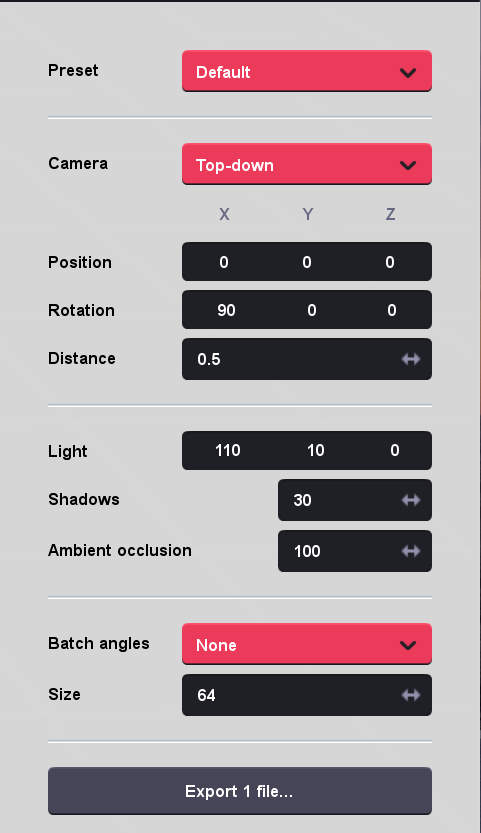 Preset Default
Camera Top-down
X Y Z
Position 0 0 0
Rotation 90 0 0
Distance 0.5
Light 110 10 0
Shadows 30
Ambient occlusion 100
Batch angles None
Size 64
Export 1 file...